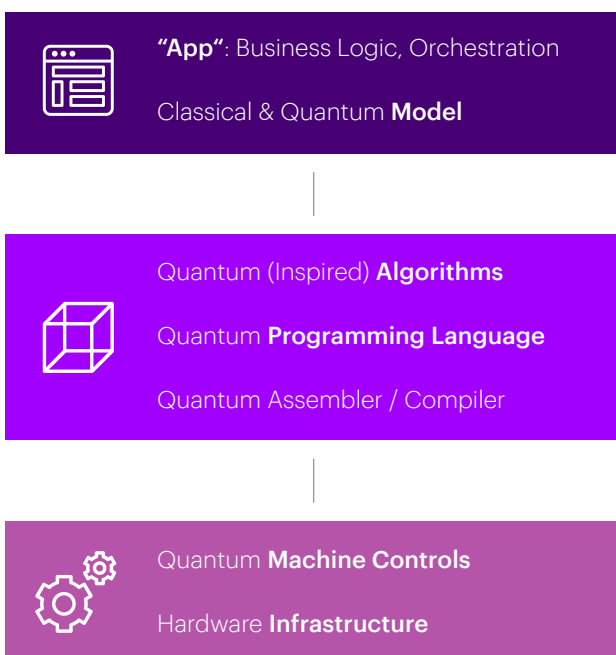 “App“: Business Logic, Orchestration
Classical & Quantum Model
Quantum (Inspired) Algorithms
Quantum Programming Language
Quantum Assembler / Compiler
Quantum Machine Controls
Hardware Infrastructure